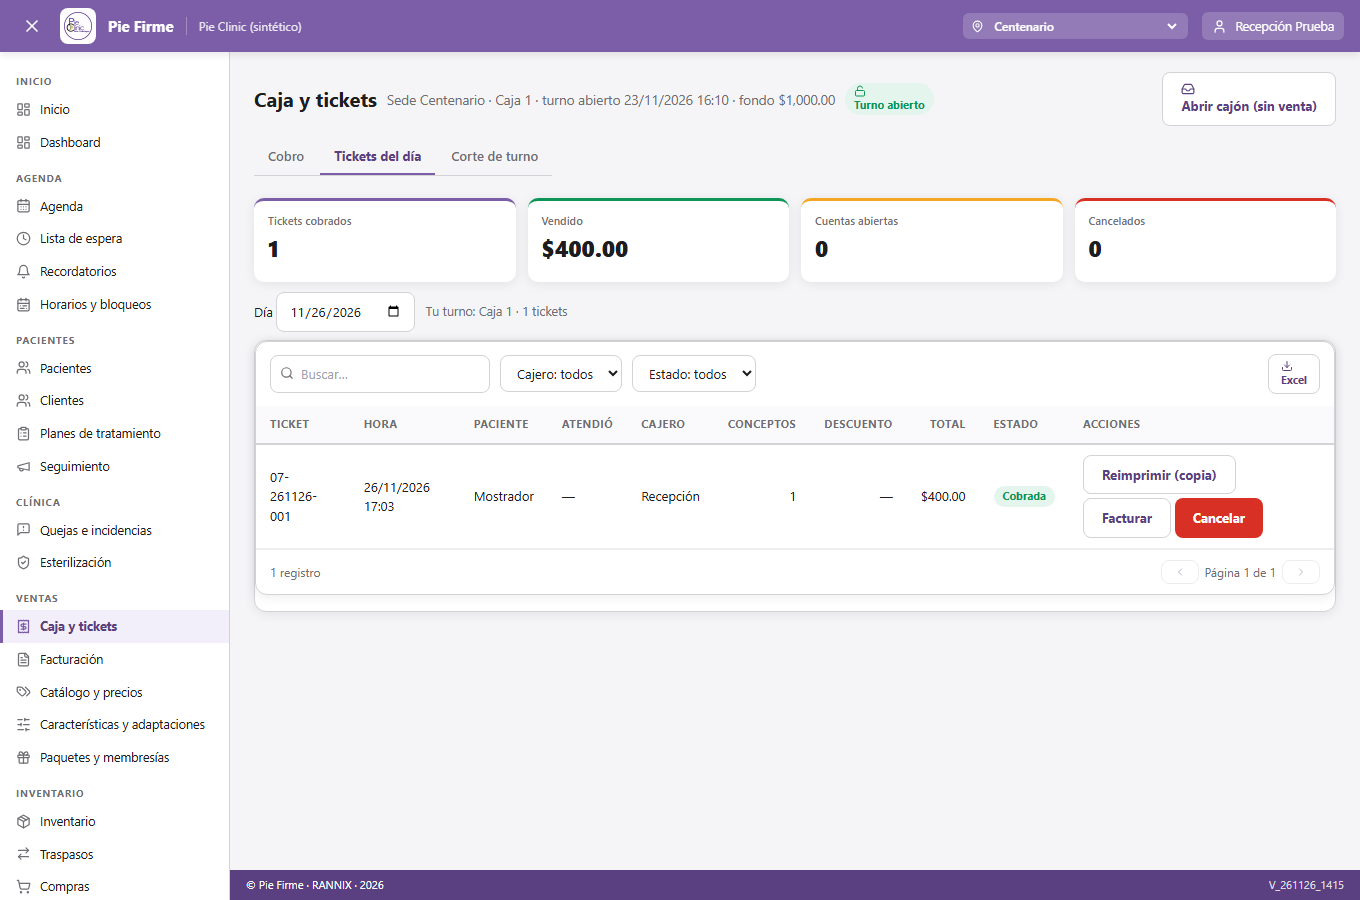 Pie Firme
Pie Clinic (sintético)
Centenario
Recepción Prueba
INICIO
Inicio
Dashboard
AGENDA
Agenda
Lista de espera
Recordatorios
Horarios y bloqueos
PACIENTES
Pacientes
Clientes
Planes de tratamiento
Seguimiento
CLÍNICA
Quejas e incidencias
Esterilización
VENTAS
Caja y tickets
Facturación
Catálogo y precios
Características y adaptaciones
Paquetes y membresías
INVENTARIO
Inventario
Traspasos
Compras
Caja y tickets
Sede Centenario · Caja 1 · turno abierto 23/11/2026 16:10 · fondo $1,000.00
Turno abierto
Abrir cajón (sin venta)
Cobro
Tickets del día
Corte de turno
Tickets cobrados
1
Vendido
$400.00
Cuentas abiertas
0
Cancelados
0
Día
11/26/2026
Tu turno: Caja 1 · 1 tickets
Buscar...
Cajero: todos
Estado: todos
Excel
TICKET HORA PACIENTE ATENDIÓ CAJERO CONCEPTOS DESCUENTO TOTAL ESTADO ACCIONES
07-
261126-
001
26/11/2026
17:03
Mostrador
—
Recepción
1
—
$400.00
Cobrada
Reimprimir (copia)
Facturar
Cancelar
1 registro
Página 1 de 1
© Pie Firme · RANNIX · 2026
V_261126_1415